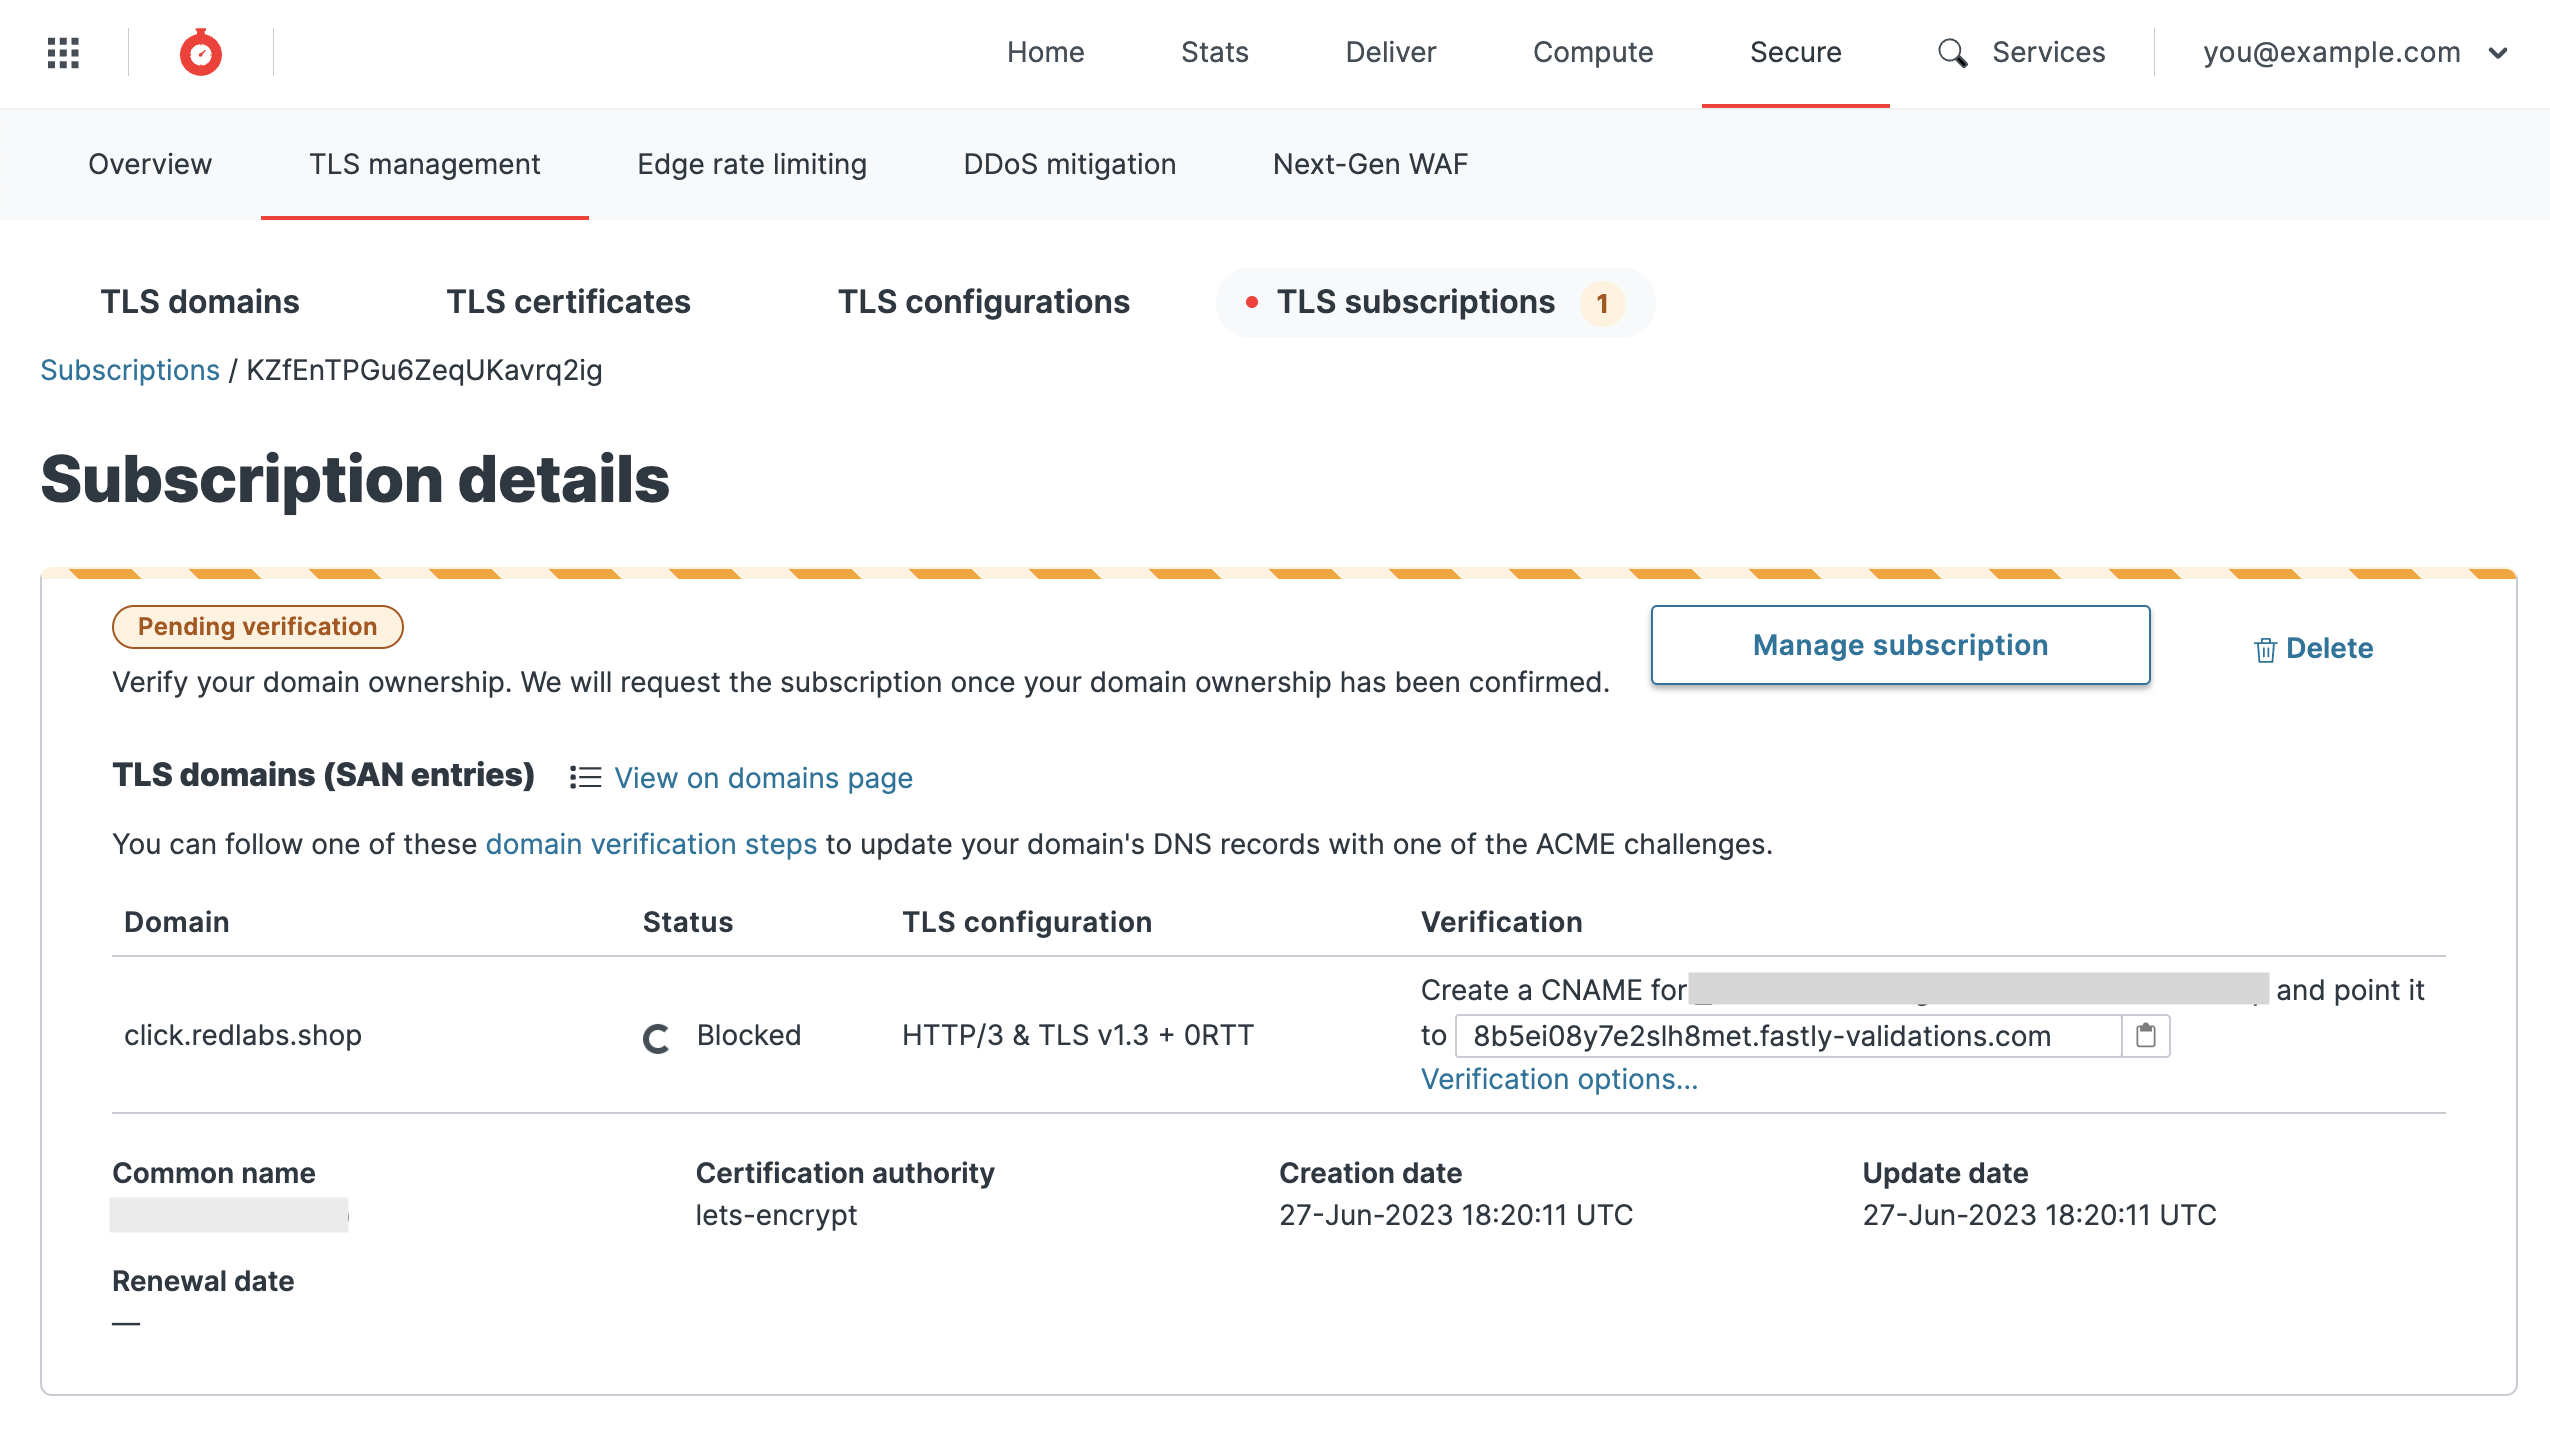 Home Stats Deliver Compute Secure Services you@example.com
Overview TLS management Edge rate limiting DDoS mitigation Next-Gen WAF
TLS domains TLS certificates TLS configurations TLS subscriptions 1
Subscriptions / KZfEnTPGu6ZeqUKavrq2ig
Subscription details
Pending verification
Manage subscription Delete
Verify your domain ownership. We will request the subscription once your domain ownership has been confirmed.
TLS domains (SAN entries) View on domains page
You can follow one of these domain verification steps to update your domain's DNS records with one of the ACME challenges.
Domain Status TLS configuration Verification
Create a CNAME for and point it
click.redlabs.shop Blocked HTTP/3 & TLS v1.3 + 0RTT to 8b5ei08y7e2slh8met.fastly-validations.com
Verification options...
Common name Certification authority Creation date Update date
lets-encrypt 27-Jun-2023 18:20:11 UTC 27-Jun-2023 18:20:11 UTC
Renewal date
—